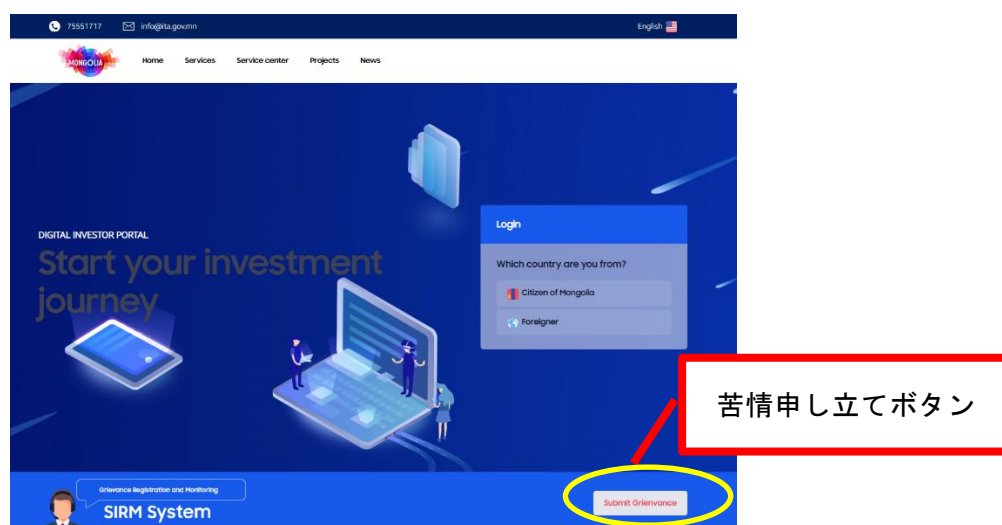 75551717 info@ita.gov.mn English
MONGOLIA Home Services Service center Projects News
DIGITAL INVESTOR PORTAL
Start your investment
journey
Login
Which country are you from?
Citizen of Mongolia
Foreigner
苦情申し立てボタン
Grievance Registration and Monitoring
SIRM System
Submit Grienvance